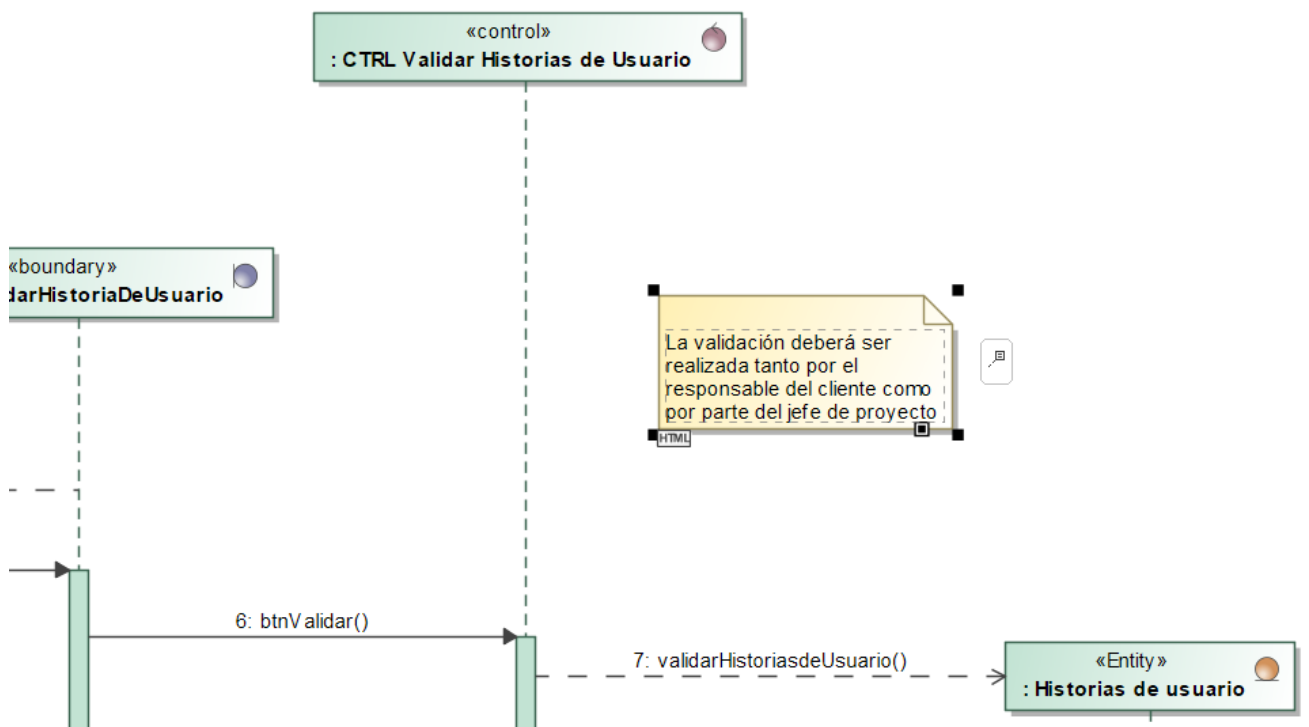 «control»
: CTRL Validar Historias de Usuario
«boundary»
darHistoriaDeUsuario
La validación deberá ser
realizada tanto por el
responsable del cliente como
por parte del jefe de proyecto
HTML
6: btnValidar()
7: validarHistoriasdeUsuario()
«Entity»
: Historias de usuario